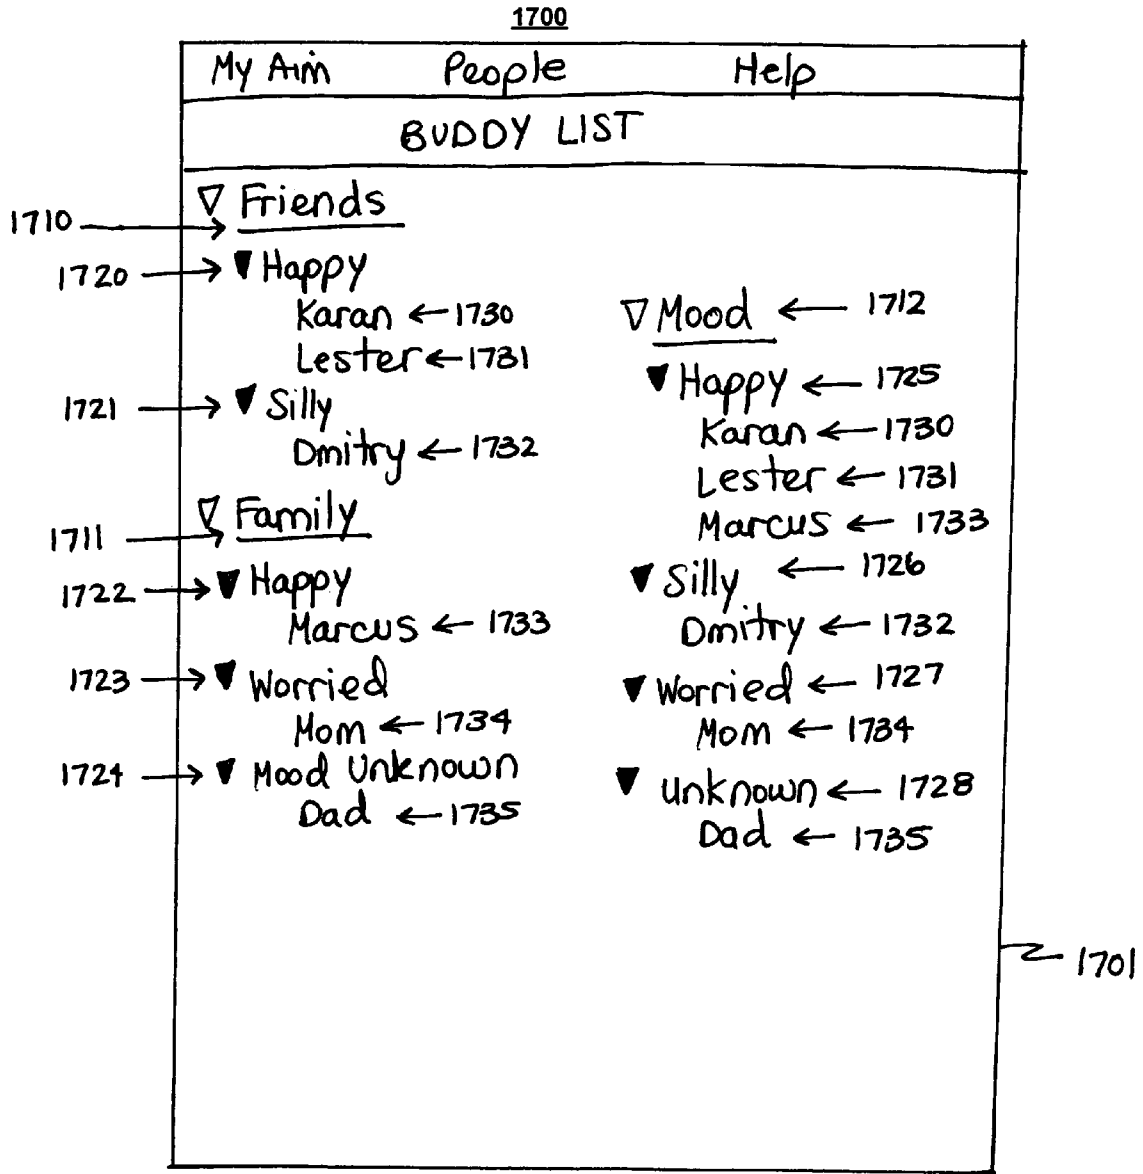 1700
My Aim People Help
BUDDY LIST
Friends
1710
1720 Happy
Karan 1730
Lester 1731
1721 Silly
Dmitry 1732
Family
1711
1722 Happy
Marcus 1733
1723 Worried
Mom 1734
1724 Mood Unknown
Dad 1735
Mood 1712
Happy 1725
Karan 1730
Lester 1731
Marcus 1733
Silly 1726
Dmitry 1732
Worried 1727
Mom 1734
Unknown 1728
Dad 1735
1701